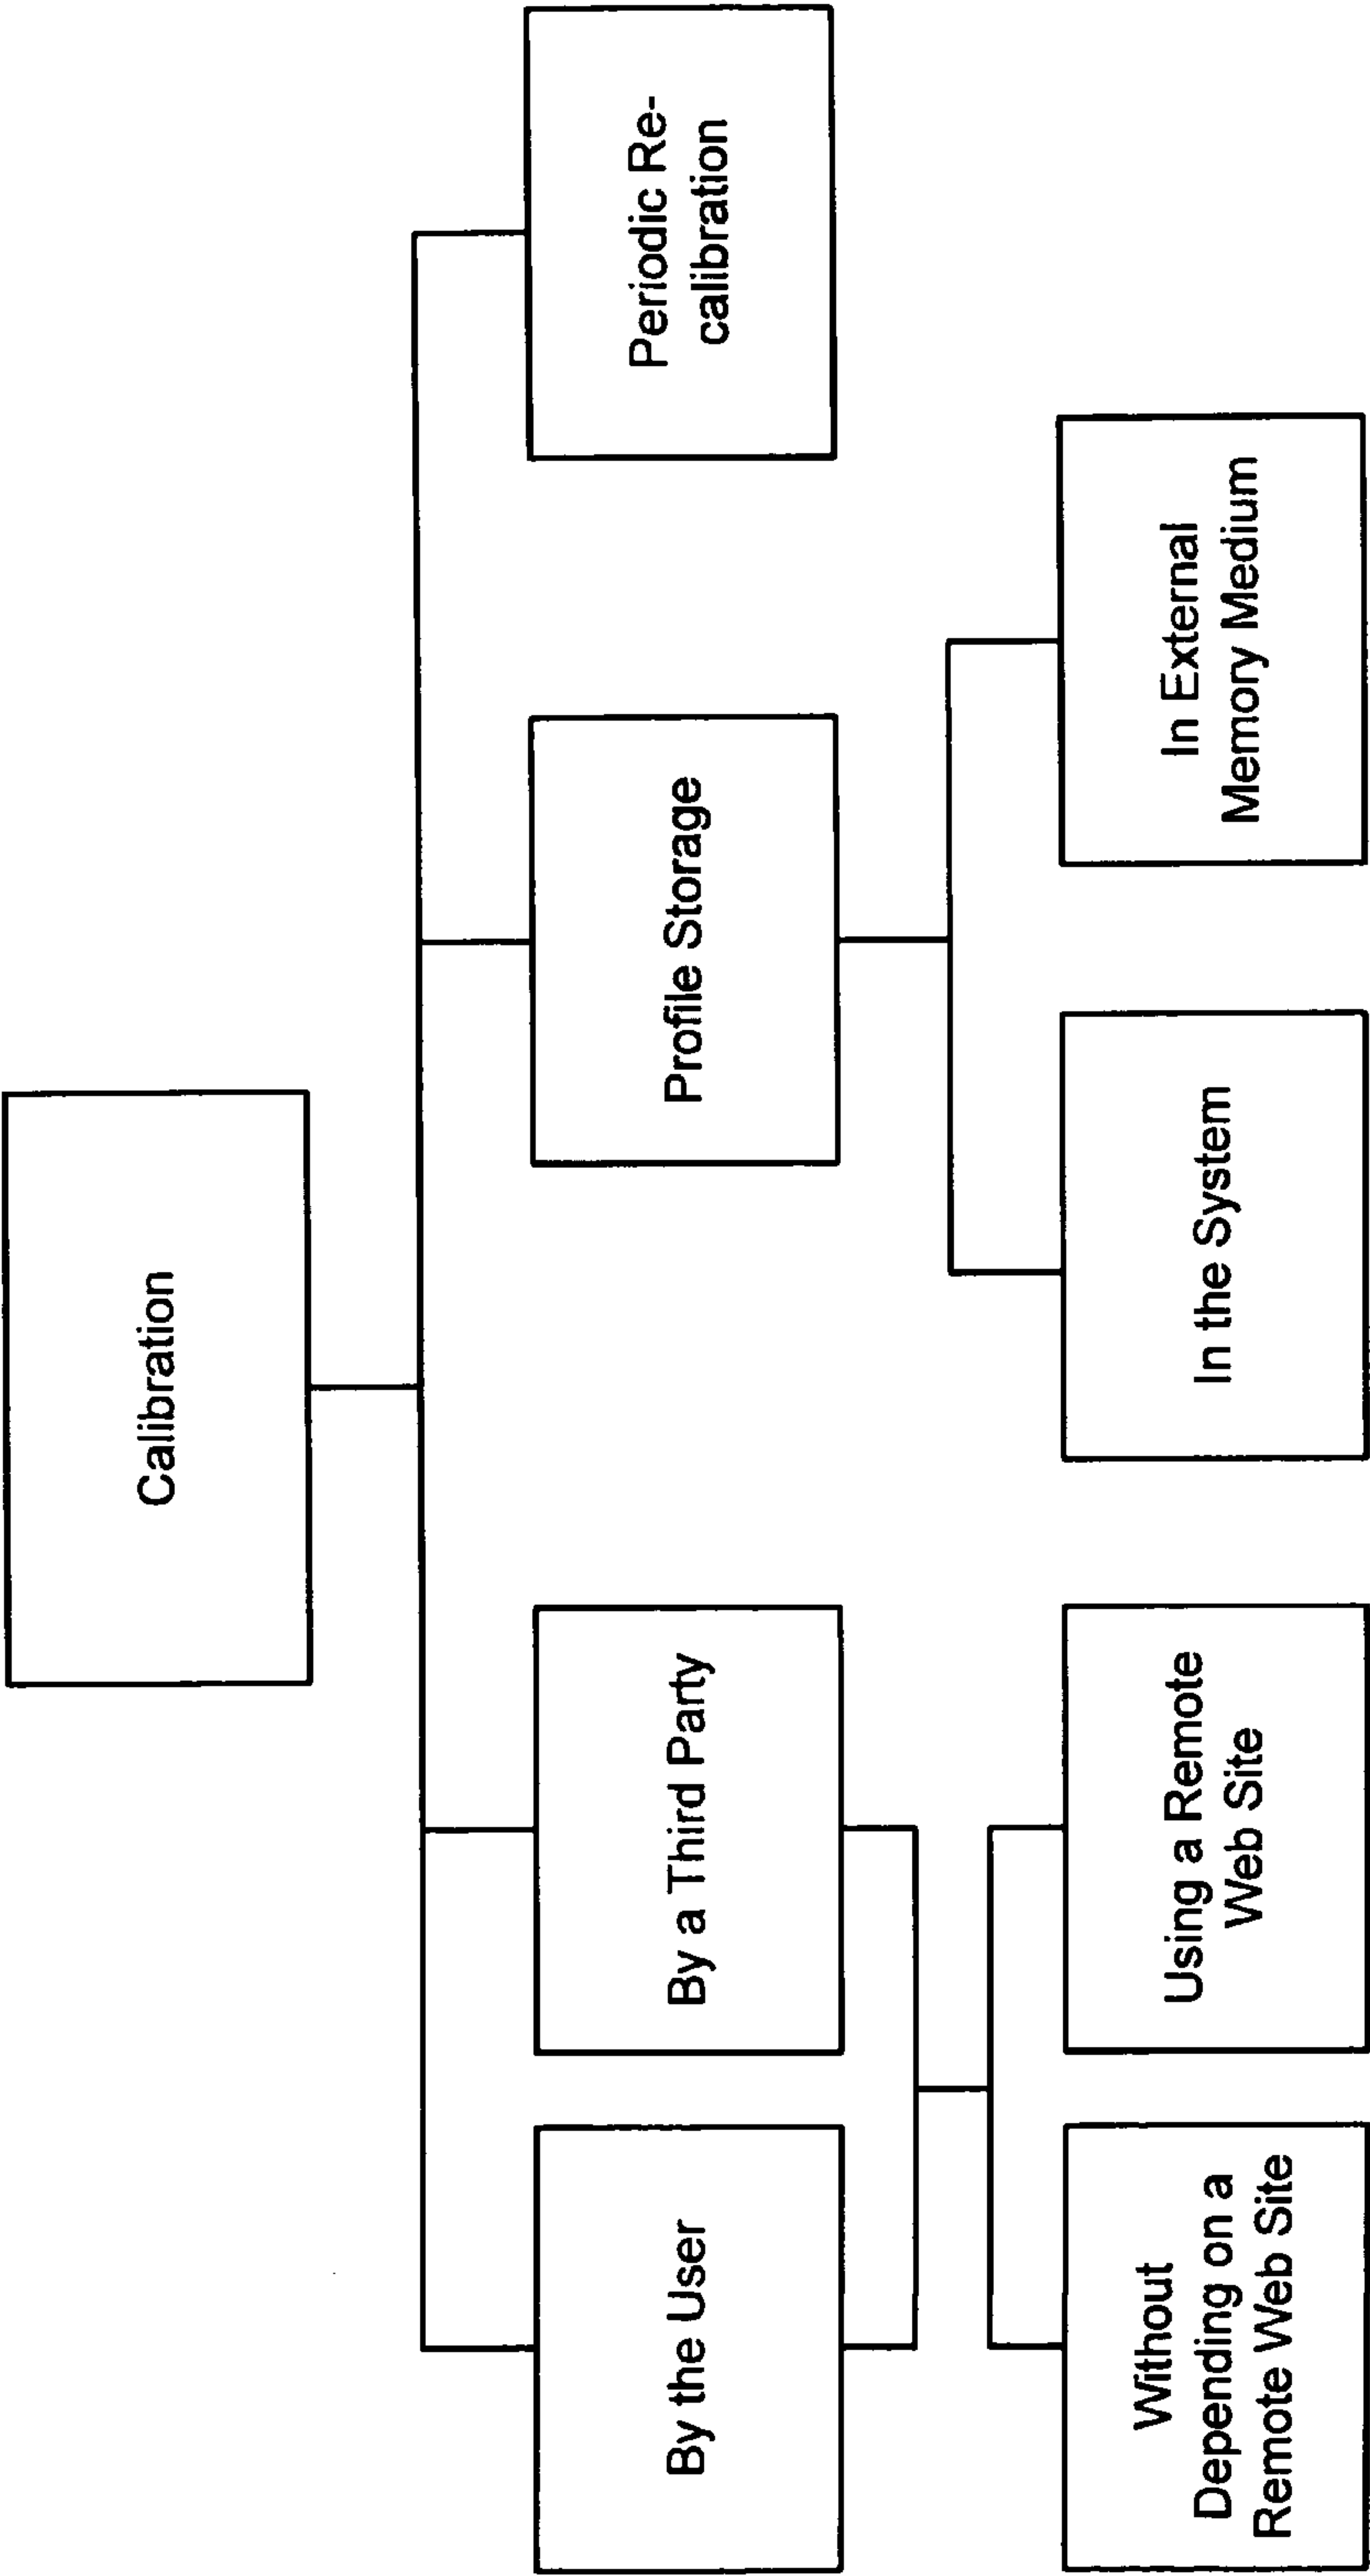 Calibration
By the User
By a Third Party
Profile Storage
Periodic Re-
calibration
Without
Depending on a
Remote Web Site
Using a Remote
Web Site
In the System
In External
Memory Medium